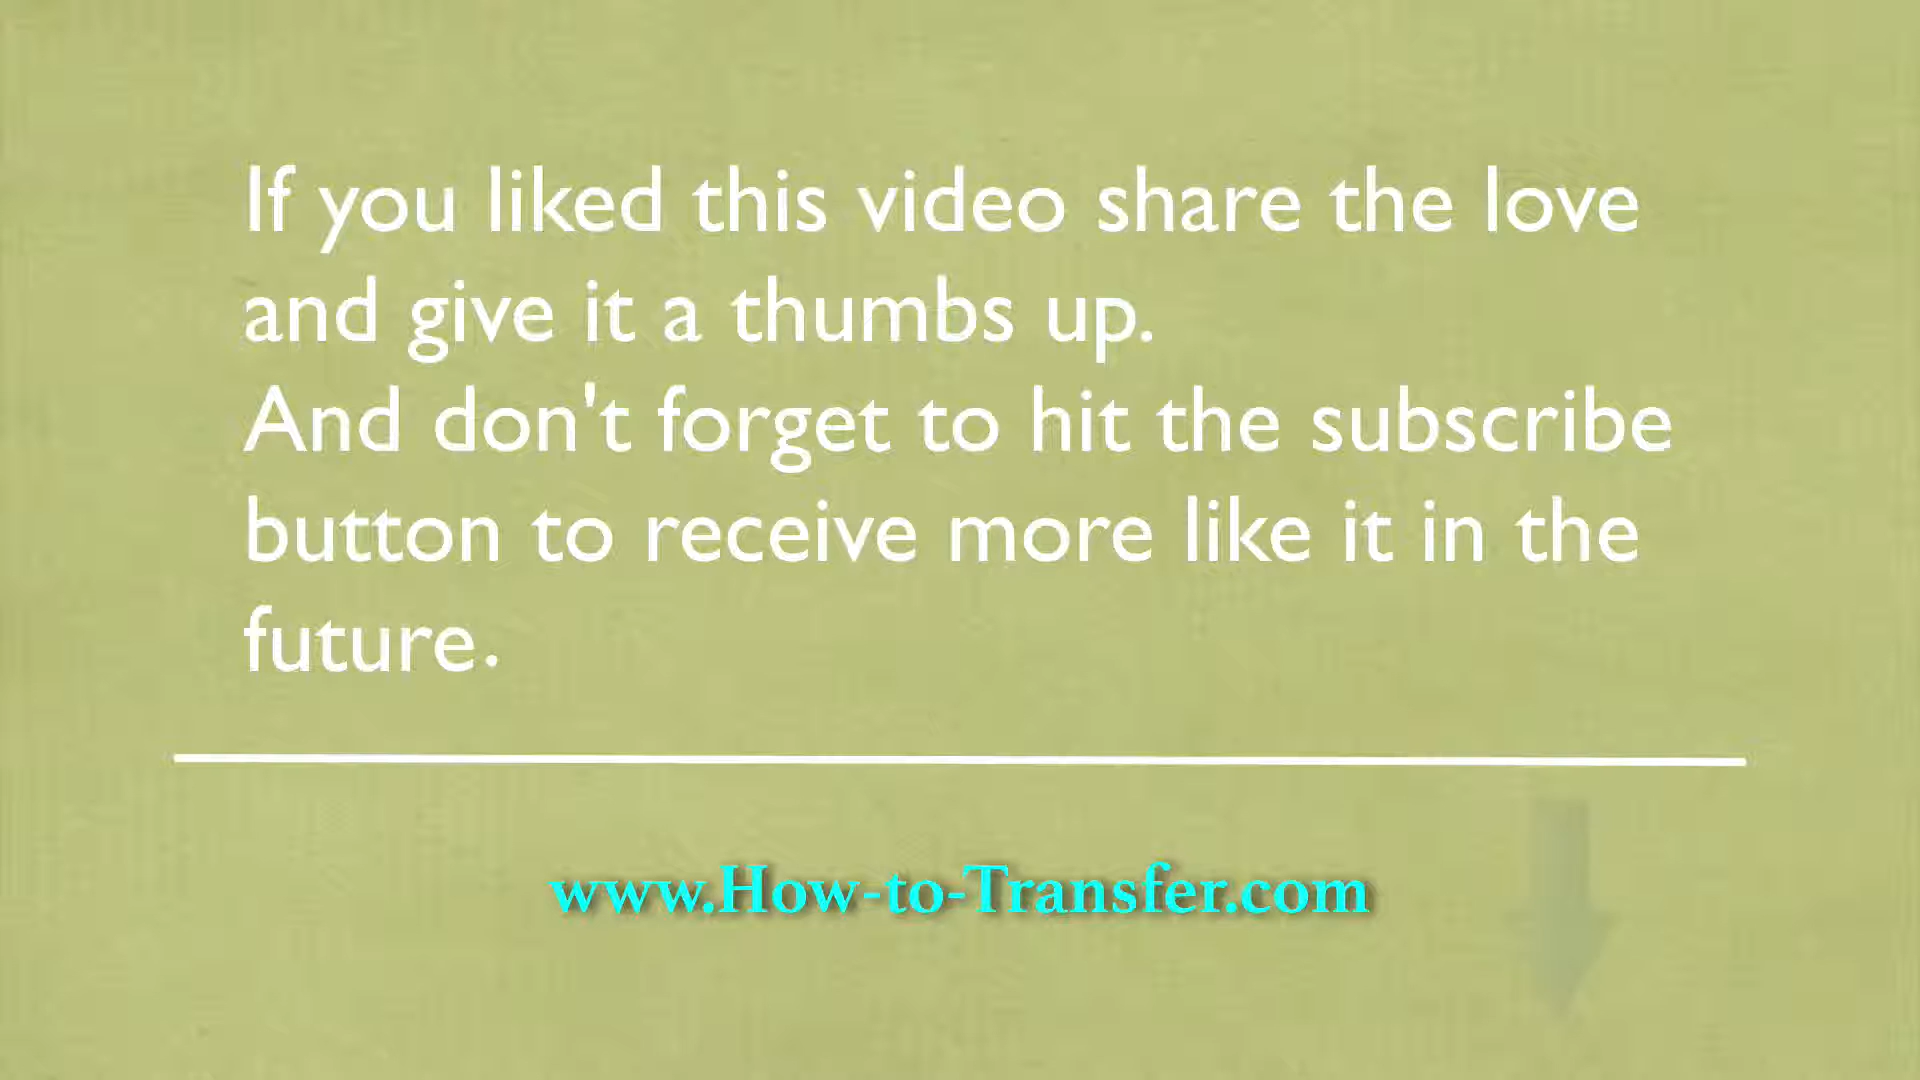 If you liked this video share the love
and give it a thumbs up.
And don't forget to hit the subscribe
button to receive more like it in the
future.
www.How-to-Transfer.com